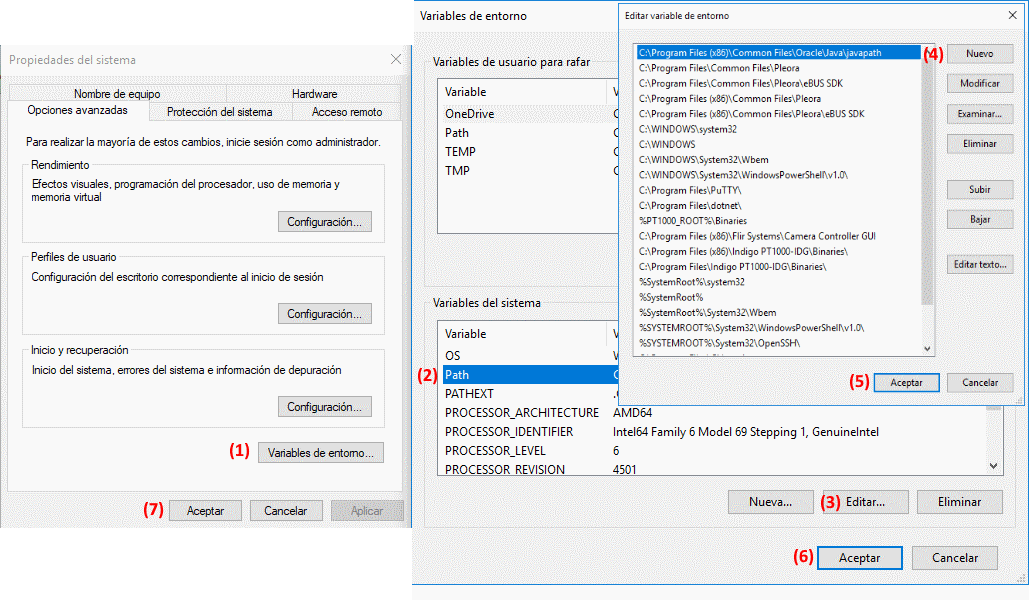 Propiedades del sistema
Nombre de equipo
Hardware
Opciones avanzadas
Protección del sistema
Acceso remoto
Para realizar la mayoría de estos cambios, inicie sesión como administrador.
Rendimiento
Efectos visuales, programación del procesador, uso de memoria y
memoria virtual
Configuración...
Perfiles de usuario
Configuración del escritorio correspondiente al inicio de sesión
Configuración...
Inicio y recuperación
Inicio del sistema, errores del sistema e información de depuración
Configuración...
(1) Variables de entorno...
(7) Aceptar
Cancelar
Aplicar
Variables de entorno
Variables de usuario para rafar
Variable
OneDrive
Path
TEMP
TMP
Variables del sistema
Variable
OS
(2) Path
PATHEXT
PROCESSOR_ARCHITECTURE AMD64
PROCESSOR_IDENTIFIER Intel64 Family 6 Model 69 Stepping 1, GenuineIntel
PROCESSOR_LEVEL 6
PROCESSOR_REVISION 4501
Nueva...
(3) Editar...
Eliminar
(6) Aceptar
Cancelar
Editar variable de entorno
C:\Program Files (x86)\Common Files\Oracle\Java\javapath
C:\Program Files\Common Files\Pleora
C:\Program Files\Common Files\Pleora\eBUS SDK
C:\Program Files (x86)\Common Files\Pleora
C:\Program Files (x86)\Common Files\Pleora\eBUS SDK
C:\WINDOWS\system32
C:\WINDOWS
C:\WINDOWS\System32\Wbem
C:\WINDOWS\System32\WindowsPowerShell\v1.0\
C:\Program Files\PuTTY\
C:\Program Files\dotnet\
%PT1000_ROOT%\Binaries
C:\Program Files (x86)\Flir Systems\Camera Controller GUI
C:\Program Files (x86)\Indigo PT1000-IDG\Binaries\
C:\Program Files\Indigo PT1000-IDG\Binaries\
%SystemRoot%\system32
%SystemRoot%
%SystemRoot%\System32\Wbem
%SYSTEMROOT%\System32\WindowsPowerShell\v1.0\
%SYSTEMROOT%\System32\OpenSSH\
(4) Nuevo
Modificar
Examinar...
Eliminar
Subir
Bajar
Editar texto...
(5) Aceptar
Cancelar